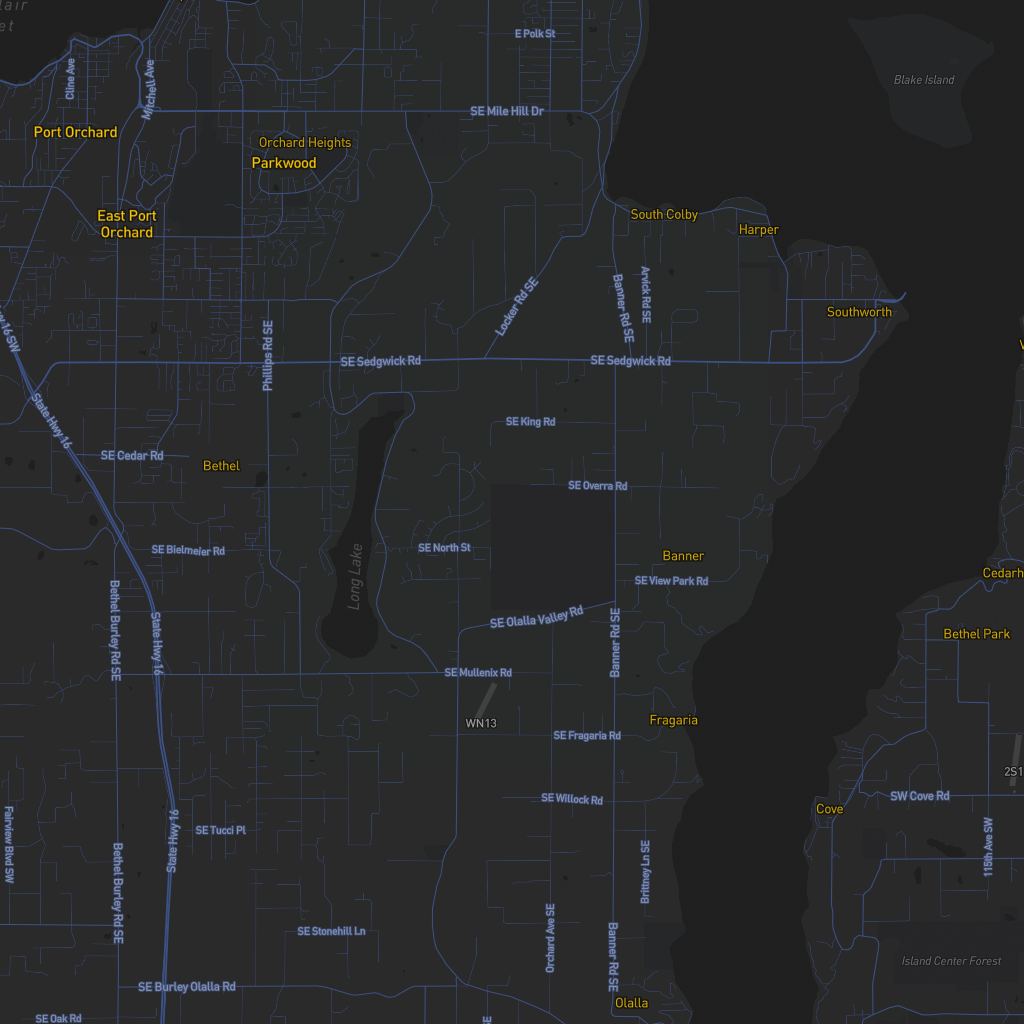 E Polk St
Blake Island
Cline Ave
Mitchell Ave
SE Mile Hill Dr
Port Orchard
Orchard Heights
Parkwood
East Port
Orchard
South Colby
Harper
Locker Rd SE
Banner Rd SE
Arvick Rd SE
Southworth
Phillips Rd SE
SE Sedgwick Rd
SE Sedgwick Rd
State Hwy 16
SE King Rd
SE Cedar Rd
Bethel
SE Overra Rd
SE Bielmeier Rd
SE North St
Banner
Long Lake
SE View Park Rd
Bethel Burley Rd SE
State Hwy 16
SE Olalla Valley Rd
Banner Rd SE
Bethel Park
SE Mullenix Rd
WN13
Fragaria
SE Fragaria Rd
SE Willock Rd
SW Cove Rd
Cove
Fairview Blvd SW
SE Tucci Pl
State Hwy 16
115th Ave SW
Bethel Burley Rd SE
Brittney Ln SE
SE Stonehill Ln
Orchard Ave SE
Banner Rd SE
Island Center Forest
SE Burley Olalla Rd
Olalla
SE Oak Rd
SE